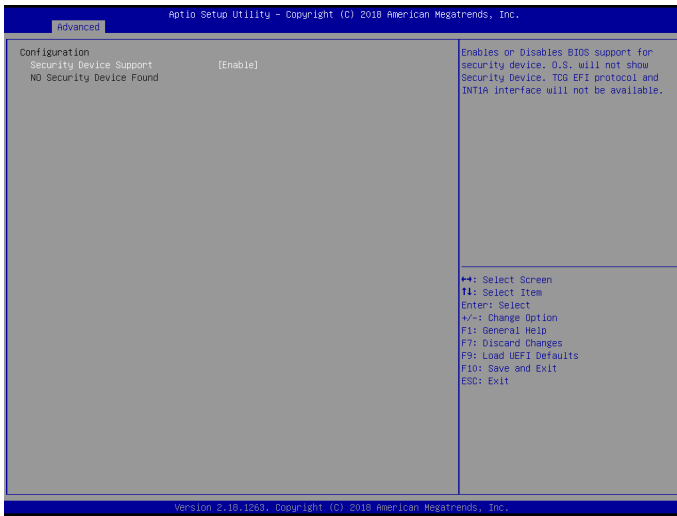 Aptio Setup Utility – Copyright (C) 2018 American Megatrends, Inc.
Advanced
Configuration
Security Device Support [Enable]
NO Security Device Found
Enables or Disables BIOS support for
security device. O.S. will not show
Security Device. TCG EFI protocol and
INT1A interface will not be available.
↔: Select Screen
↑↓: Select Item
Enter: Select
+/-: Change Option
F1: General Help
F7: Discard Changes
F9: Load UEFI Defaults
F10: Save and Exit
ESC: Exit
Version 2.18.1263. Copyright (C) 2018 American Megatrends, Inc.